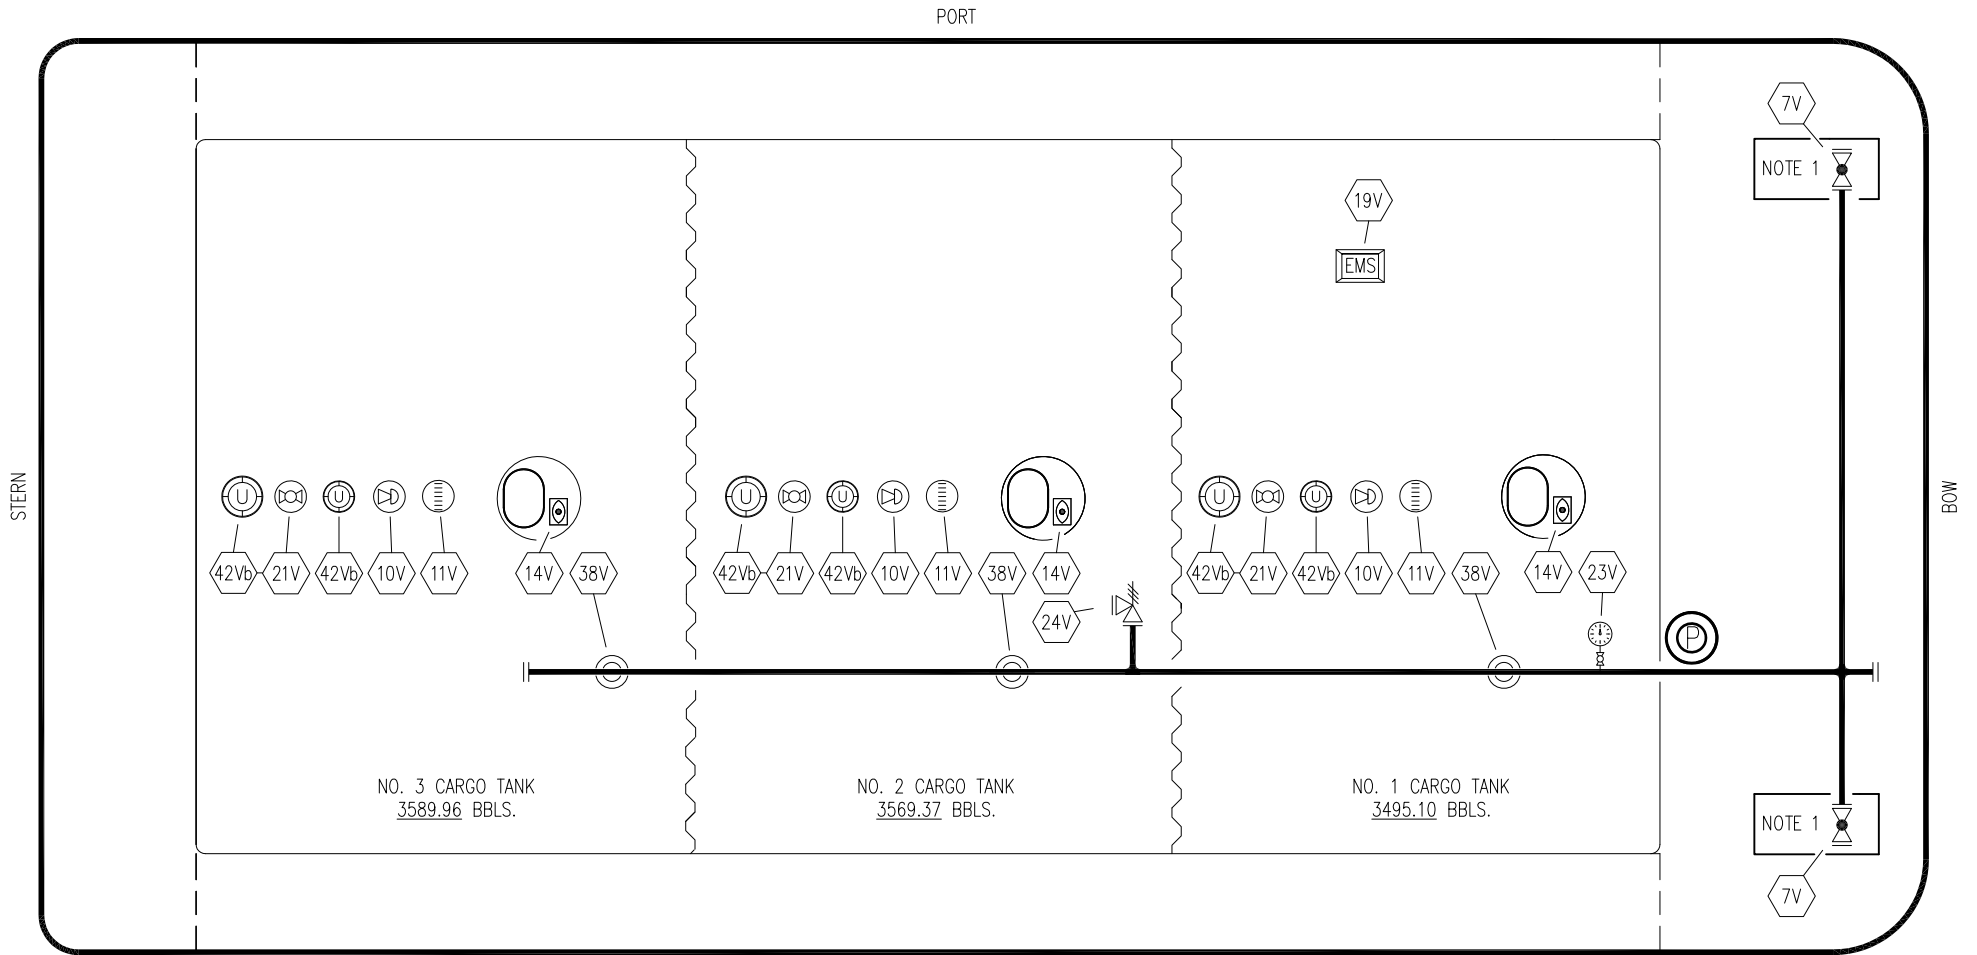 PORT
7V
NOTE 1
19V
EMS
STERN
BOW
U U U U U U
42Vb 21V 42Vb 10V 11V 14V 38V
42Vb 21V 42Vb 10V 11V 38V 14V
42Vb 21V 42Vb 10V 11V 38V 14V 23V
24V
P
NO. 3 CARGO TANK
3589.96 BBLS.
NO. 2 CARGO TANK
3569.37 BBLS.
NO. 1 CARGO TANK
3495.10 BBLS.
NOTE 1
7V